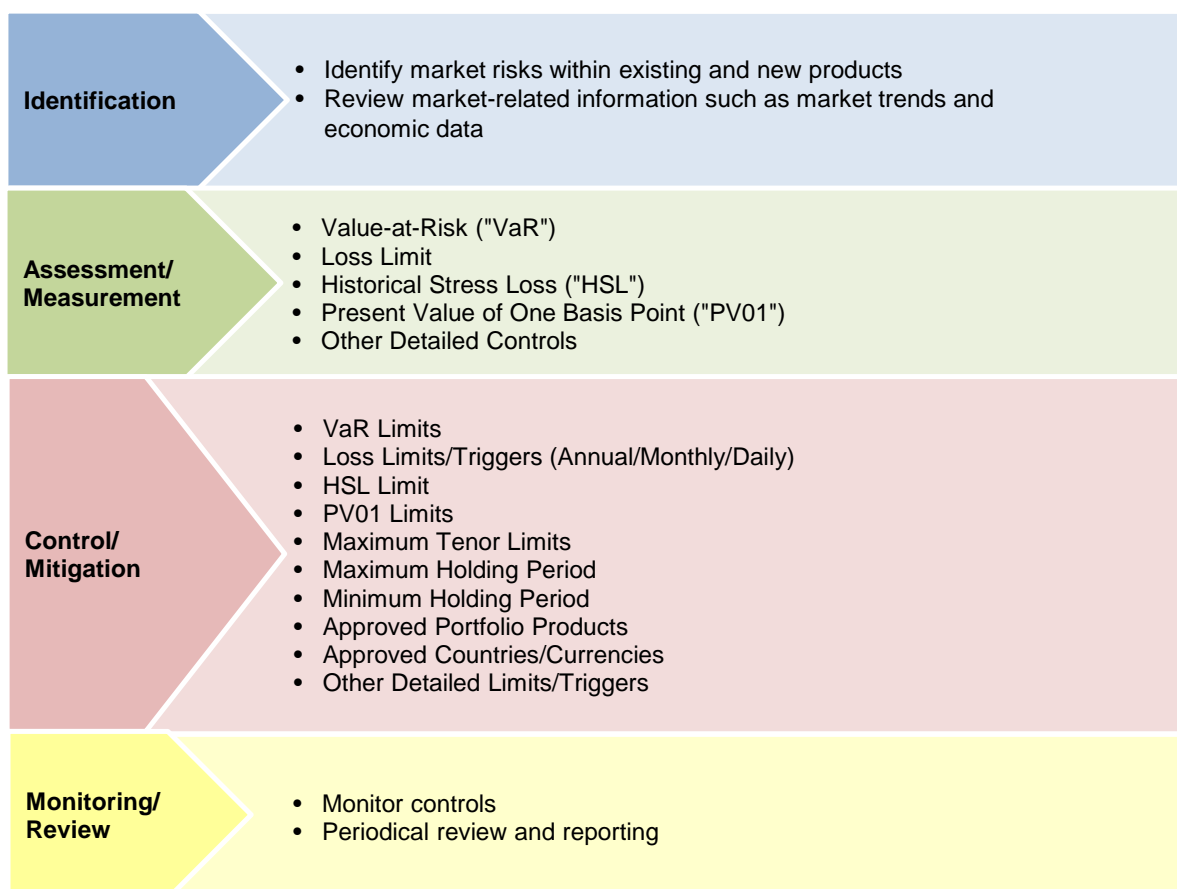 Identification
• Identify market risks within existing and new products
• Review market-related information such as market trends and
economic data
Assessment/
Measurement
• Value-at-Risk ("VaR")
• Loss Limit
• Historical Stress Loss ("HSL")
• Present Value of One Basis Point ("PV01")
• Other Detailed Controls
Control/
Mitigation
• VaR Limits
• Loss Limits/Triggers (Annual/Monthly/Daily)
• HSL Limit
• PV01 Limits
• Maximum Tenor Limits
• Maximum Holding Period
• Minimum Holding Period
• Approved Portfolio Products
• Approved Countries/Currencies
• Other Detailed Limits/Triggers
Monitoring/
Review
• Monitor controls
• Periodical review and reporting